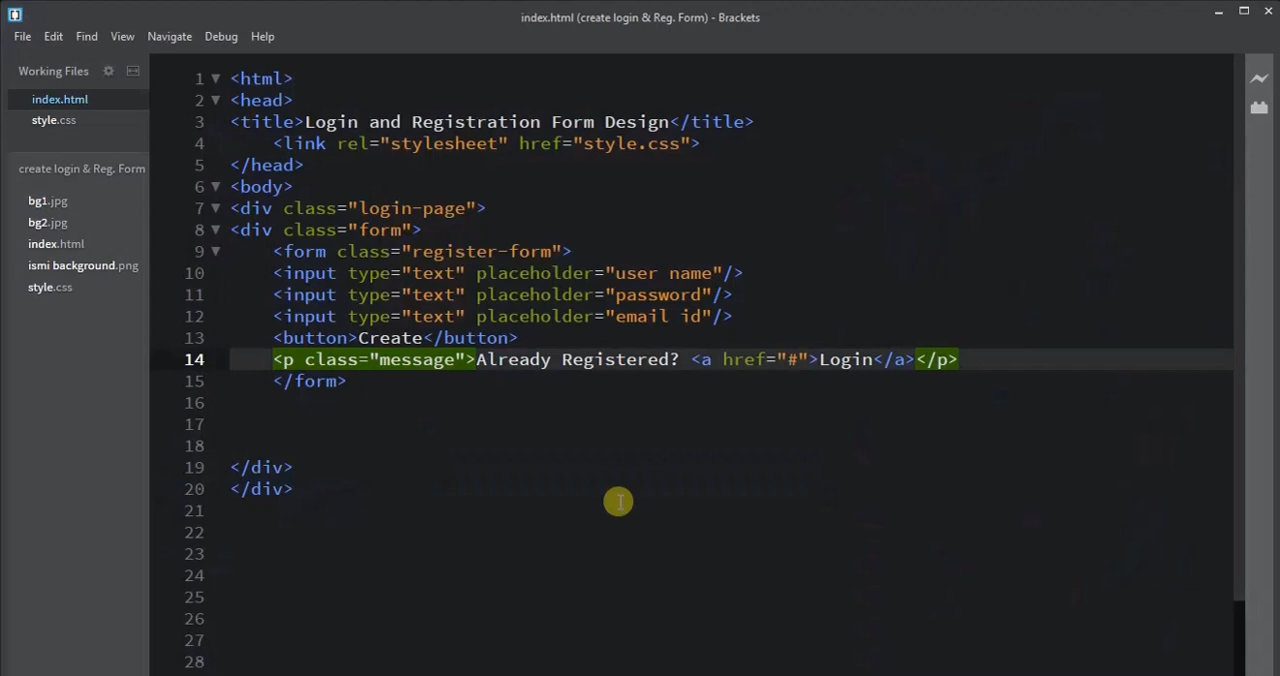 index.html (create login & Reg. Form) - Brackets
File Edit Find View Navigate Debug Help
Working Files
index.html
style.css
create login & Reg. Form
bg1.jpg
bg2.jpg
index.html
ismi background.png
style.css
1 <html>
2 <head>
3 <title>Login and Registration Form Design</title>
4 <link rel="stylesheet" href="style.css">
5 </head>
6 <body>
7 <div class="login-page">
8 <div class="form">
9 <form class="register-form">
10 <input type="text" placeholder="user name"/>
11 <input type="text" placeholder="password"/>
12 <input type="text" placeholder="email id"/>
13 <button>Create</button>
14 <p class="message">Already Registered? <a href="#">Login</a></p>
15 </form>
16
17
18
19 </div>
20 </div>
21
22
23
24
25
26
27
28